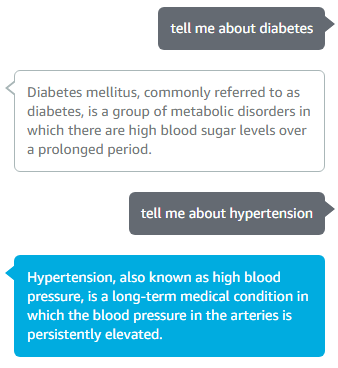 tell me about diabetes
Diabetes mellitus, commonly referred to as
diabetes, is a group of metabolic disorders in
which there are high blood sugar levels over
a prolonged period.
tell me about hypertension
Hypertension, also known as high blood
pressure, is a long-term medical condition in
which the blood pressure in the arteries is
persistently elevated.